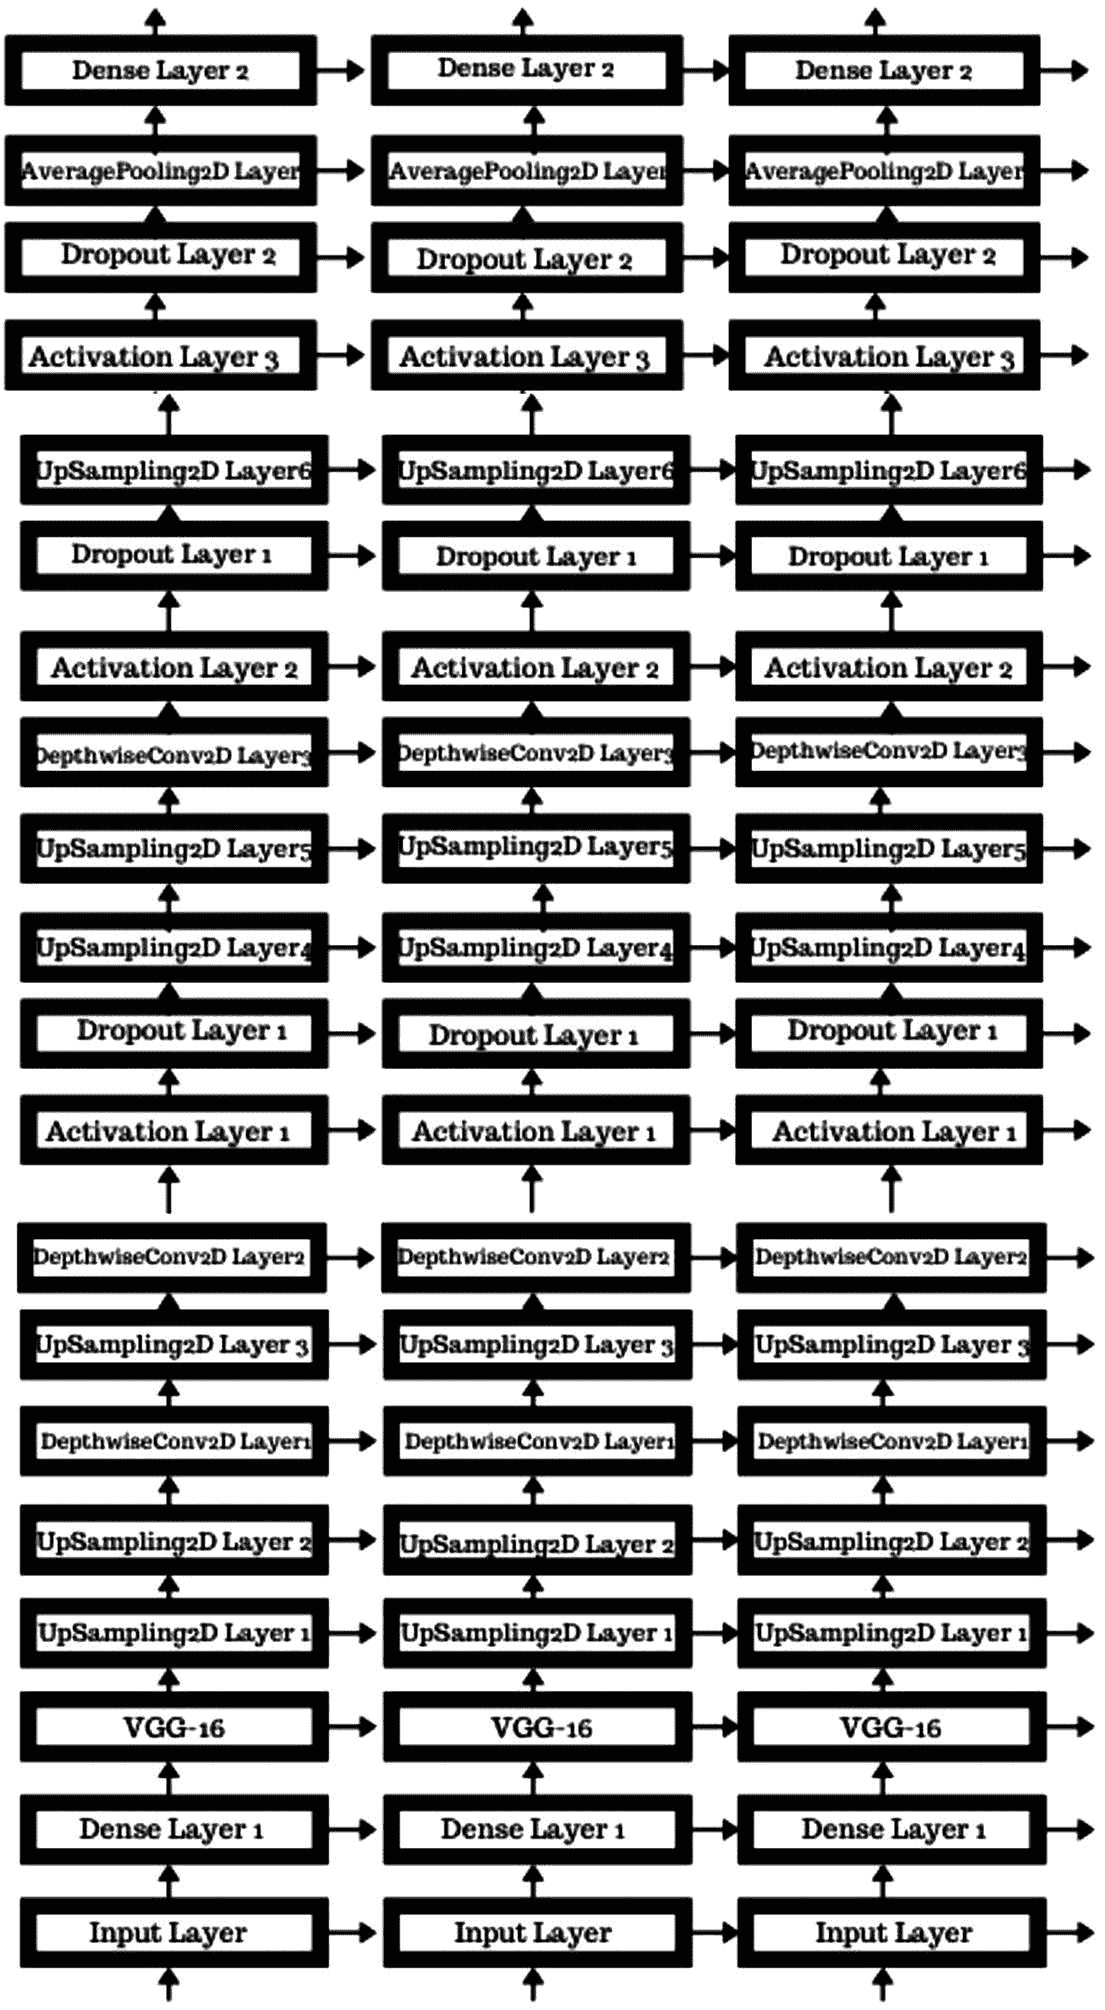 Dense Layer 2 Dense Layer 2 Dense Layer 2
AveragePooling2D Layer AveragePooling2D Layer AveragePooling2D Layer
Dropout Layer 2 Dropout Layer 2 Dropout Layer 2
Activation Layer 3 Activation Layer 3 Activation Layer 3
UpSampling2D Layer6 UpSampling2D Layer6 UpSampling2D Layer6
Dropout Layer 1 Dropout Layer 1 Dropout Layer 1
Activation Layer 2 Activation Layer 2 Activation Layer 2
DepthwiseConv2D Layer3 DepthwiseConv2D Layer3 DepthwiseConv2D Layer3
UpSampling2D Layer5 UpSampling2D Layer5 UpSampling2D Layer5
UpSampling2D Layer4 UpSampling2D Layer4 UpSampling2D Layer4
Dropout Layer 1 Dropout Layer 1 Dropout Layer 1
Activation Layer 1 Activation Layer 1 Activation Layer 1
DepthwiseConv2D Layer2 DepthwiseConv2D Layer2 DepthwiseConv2D Layer2
UpSampling2D Layer 3 UpSampling2D Layer 3 UpSampling2D Layer 3
DepthwiseConv2D Layer1 DepthwiseConv2D Layer1 DepthwiseConv2D Layer1
UpSampling2D Layer 2 UpSampling2D Layer 2 UpSampling2D Layer 2
UpSampling2D Layer 1 UpSampling2D Layer 1 UpSampling2D Layer 1
VGG-16 VGG-16 VGG-16
Dense Layer 1 Dense Layer 1 Dense Layer 1
Input Layer Input Layer Input Layer